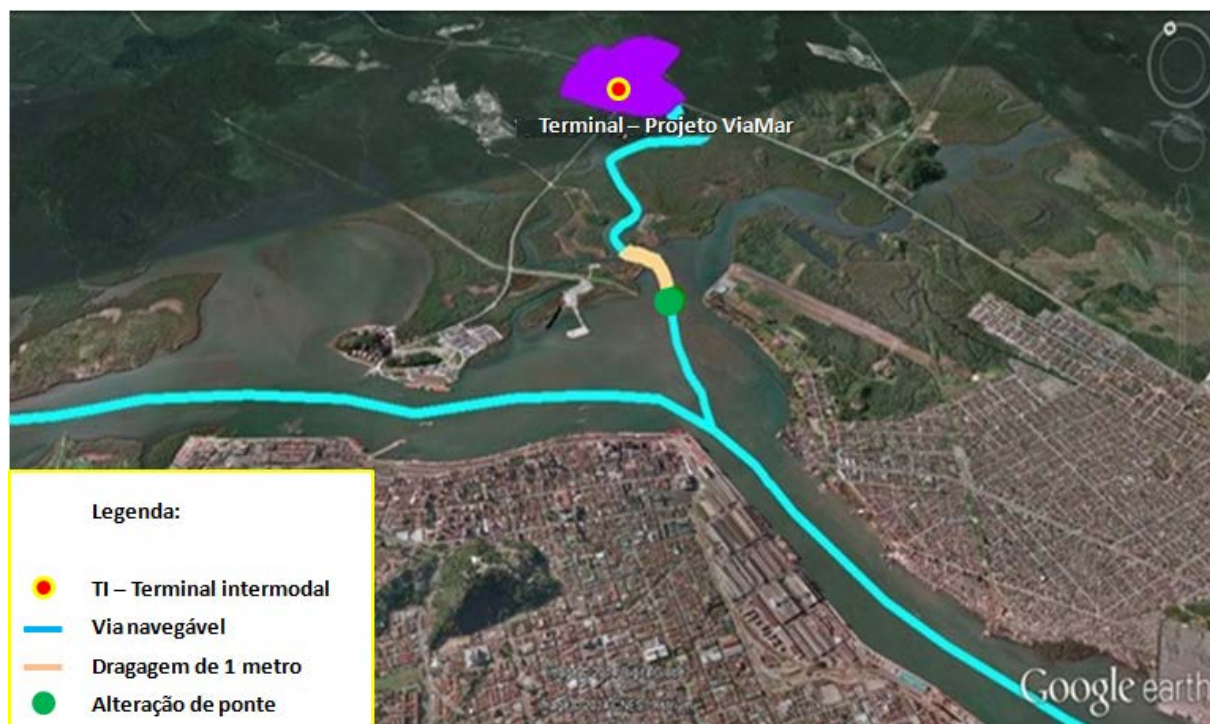 Terminal – Projeto ViaMar
Legenda:
TI – Terminal intermodal
Via navegável
Dragagem de 1 metro
Alteração de ponte
Google earth